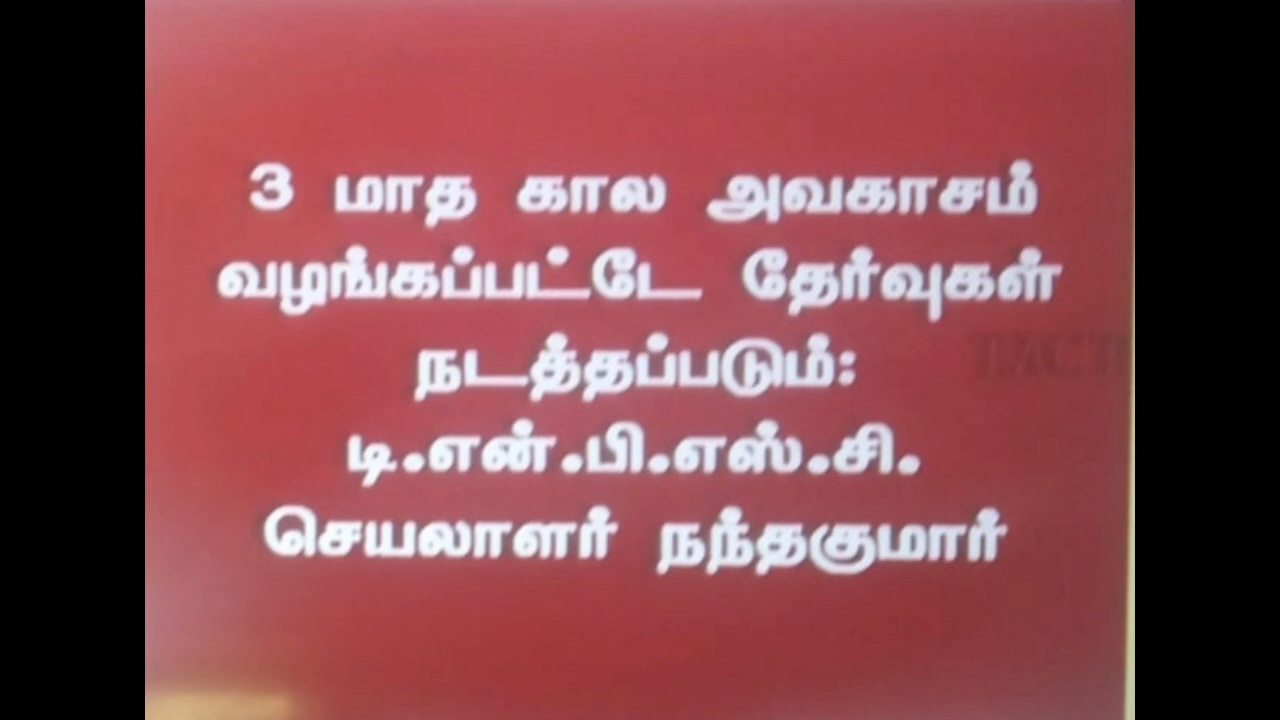 3 மாத கால அவகாசம்
வழங்கப்பட்டே தேர்வுகள்
நடத்தப்படும்:
டி.என்.பி.எஸ்.சி.
செயலாளர் நந்தகுமார்